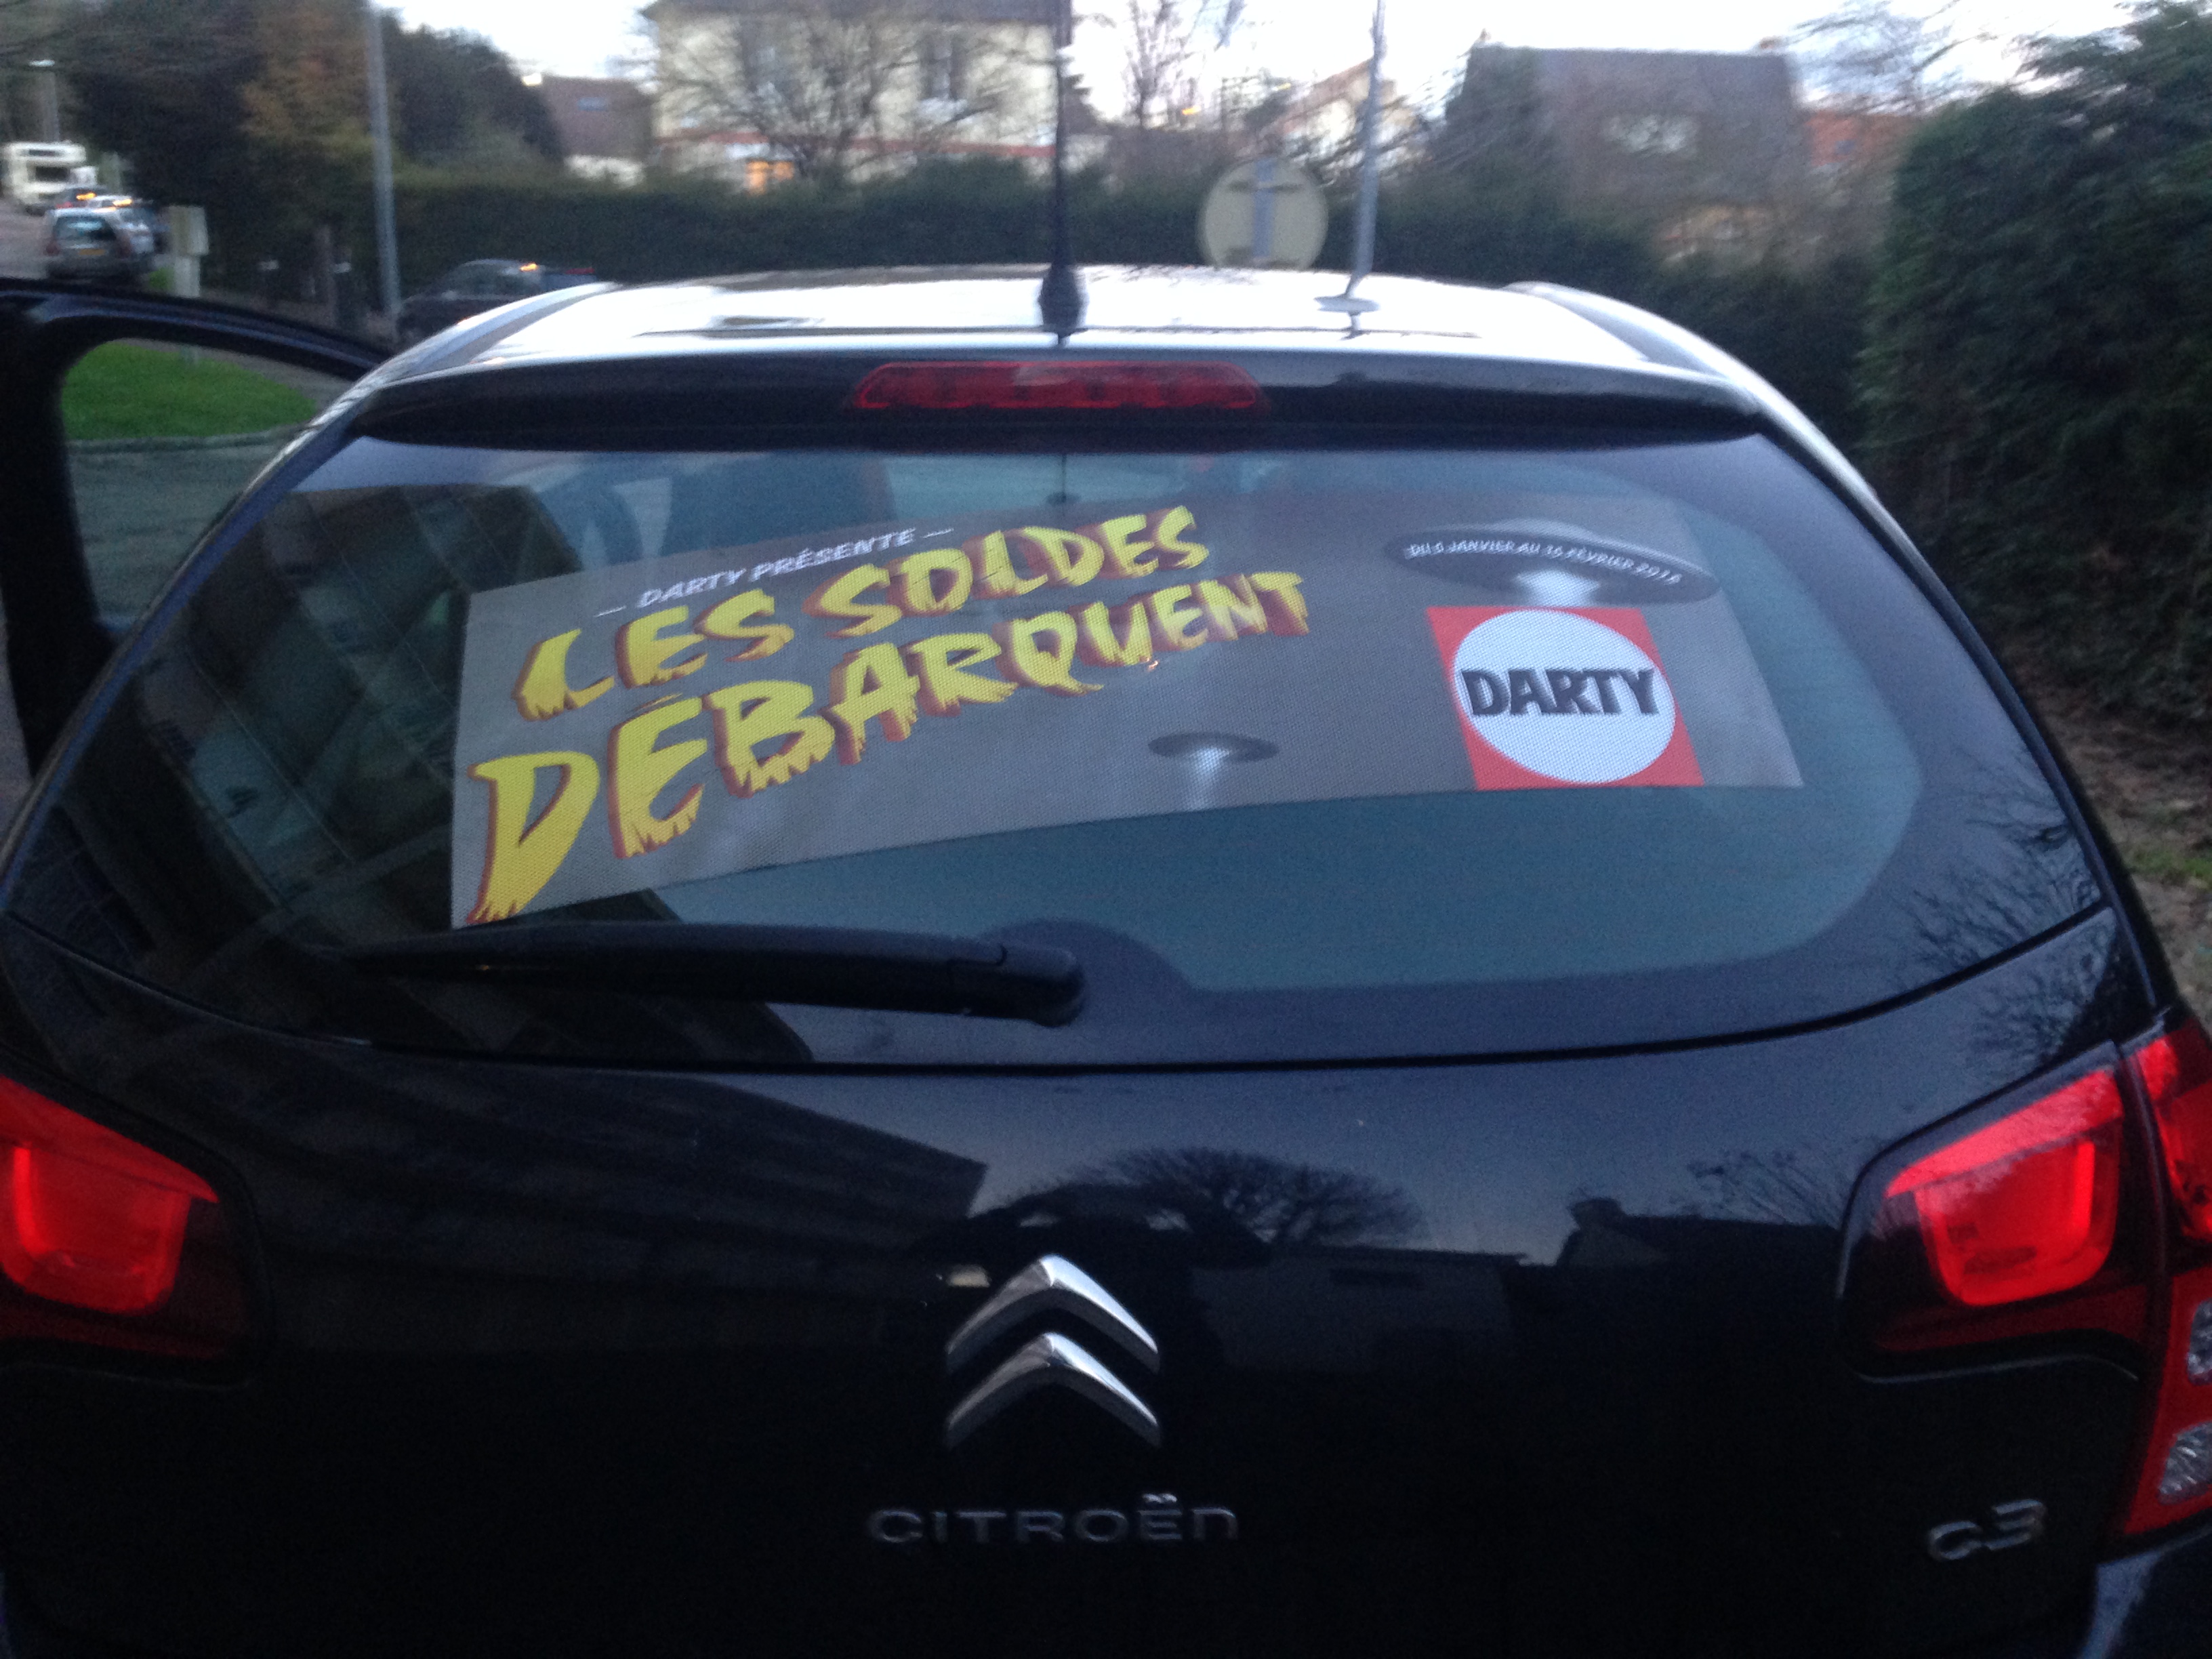 — DARTY PRÉSENTE —
LES SOLDES
DÉBARQUENT
DU 6 JANVIER AU 16 FÉVRIER 2016
DARTY
CITROËN
C3